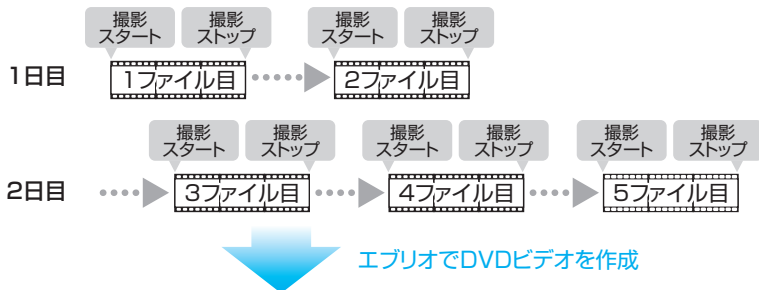 撮影
スタート
撮影
ストップ
撮影
スタート
撮影
ストップ
1日目
1ファイル目
2ファイル目
撮影
スタート
撮影
ストップ
撮影
スタート
撮影
ストップ
撮影
スタート
撮影
ストップ
2日目
3ファイル目
4ファイル目
5ファイル目
エブリオでDVDビデオを作成